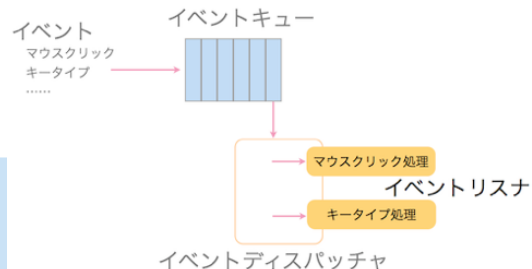 イベントキュー
イベント
マウスクリック
キータイプ
……
マウスクリック処理
イベントリスナ
キータイプ処理
イベントディスパッチャ